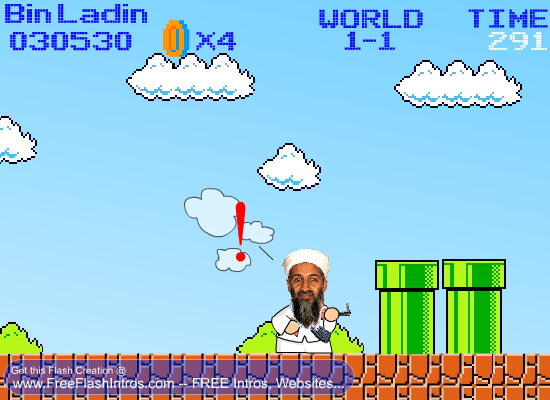 Bin Ladin
WORLD
TIME
030530
X4
1-1
291
!
Get this Flash Creation @
www.FreeFlashIntros.com -- FREE Intros, Websites...